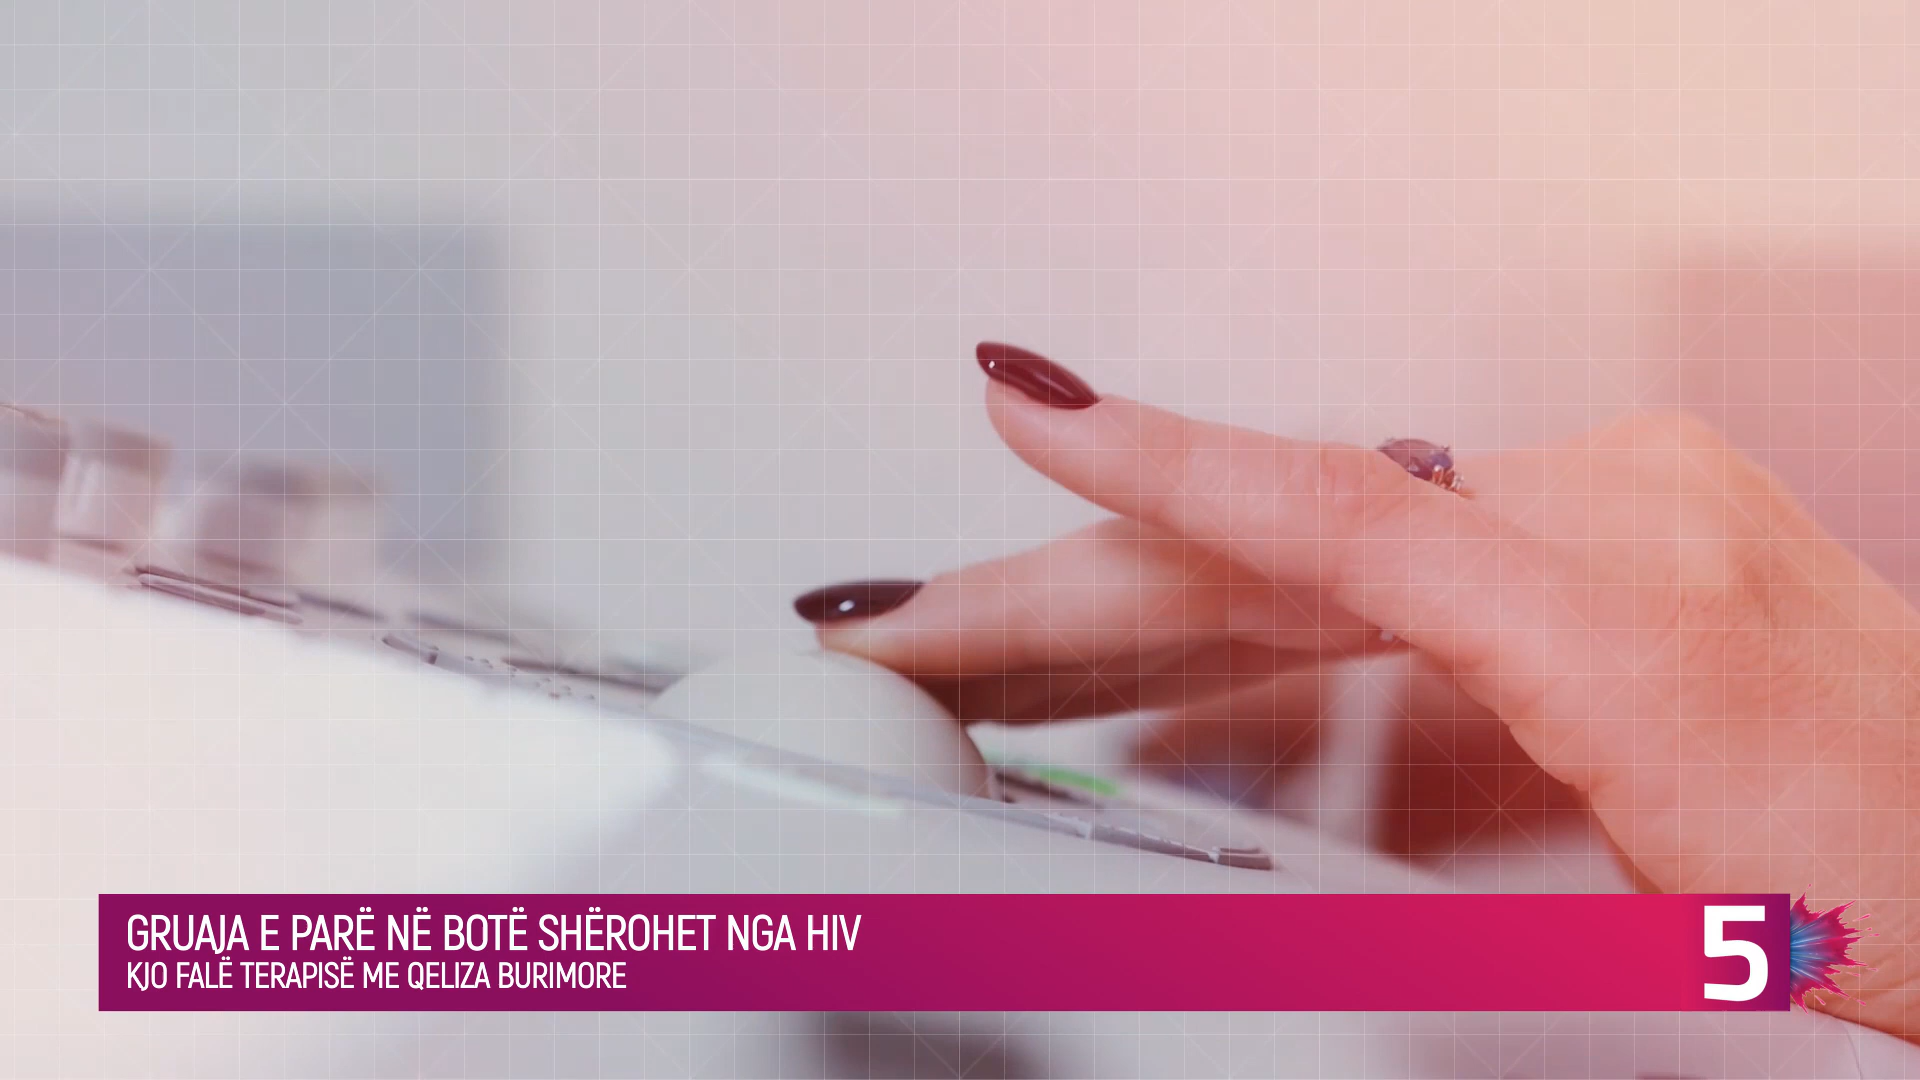 GRUAJA E PARË NË BOTË SHËROHET NGA HIV
KJO FALË TERAPISË ME QELIZA BURIMORE
5